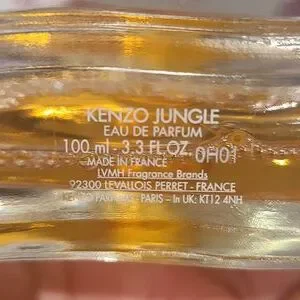 KENZO JUNGLE
EAU DE PARFUM
100 ml - 3.3 FL.OZ. 0H01
MADE IN FRANCE
LVMH Fragrance Brands
92300 LEVALLOIS PERRET - FRANCE
KENZO PARFUMS - PARIS – In UK: KT12 4NH